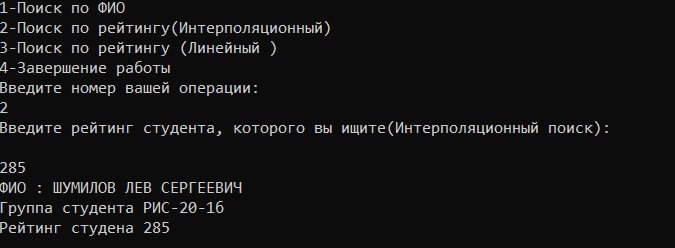 1-Поиск по ФИО
2-Поиск по рейтингу(Интерполяционный)
3-Поиск по рейтингу (Линейный )
4-Завершение работы
Введите номер вашей операции:
2
Введите рейтинг студента, которого вы ищите(Интерполяционный поиск):
285
ФИО : ШУМИЛОВ ЛЕВ СЕРГЕЕВИЧ
Группа студента РИС-20-1б
Рейтинг студена 285